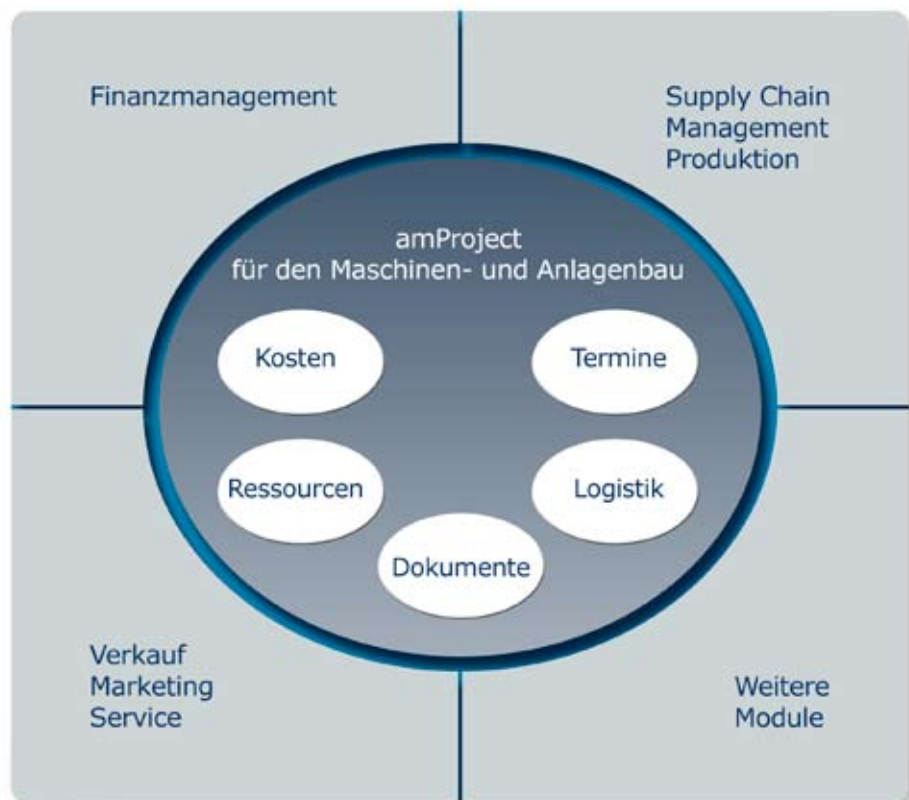 Finanzmanagement
Supply Chain
Management
Produktion
amProject
für den Maschinen- und Anlagenbau
Kosten
Termine
Ressourcen
Logistik
Dokumente
Verkauf
Marketing
Service
Weitere
Module